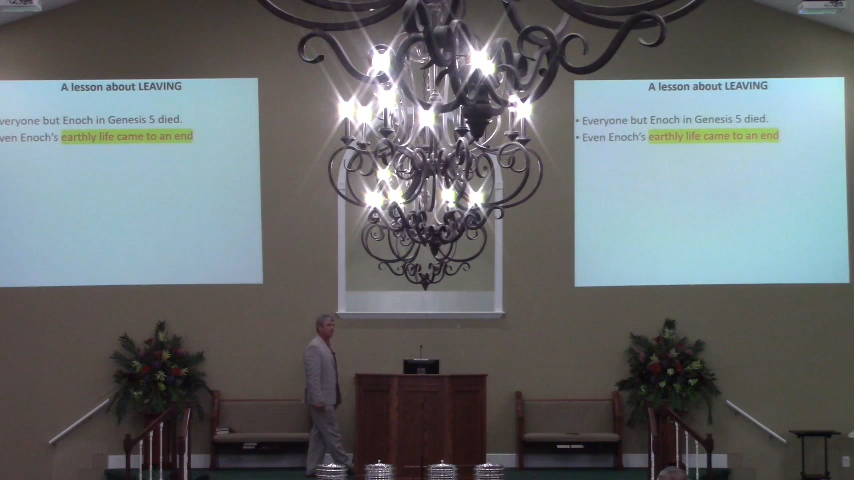 A lesson about LEAVING
veryone but Enoch in Genesis 5 died.
ven Enoch's earthly life came to an end
A lesson about LEAVING
• Everyone but Enoch in Genesis 5 died.
• Even Enoch's earthly life came to an end